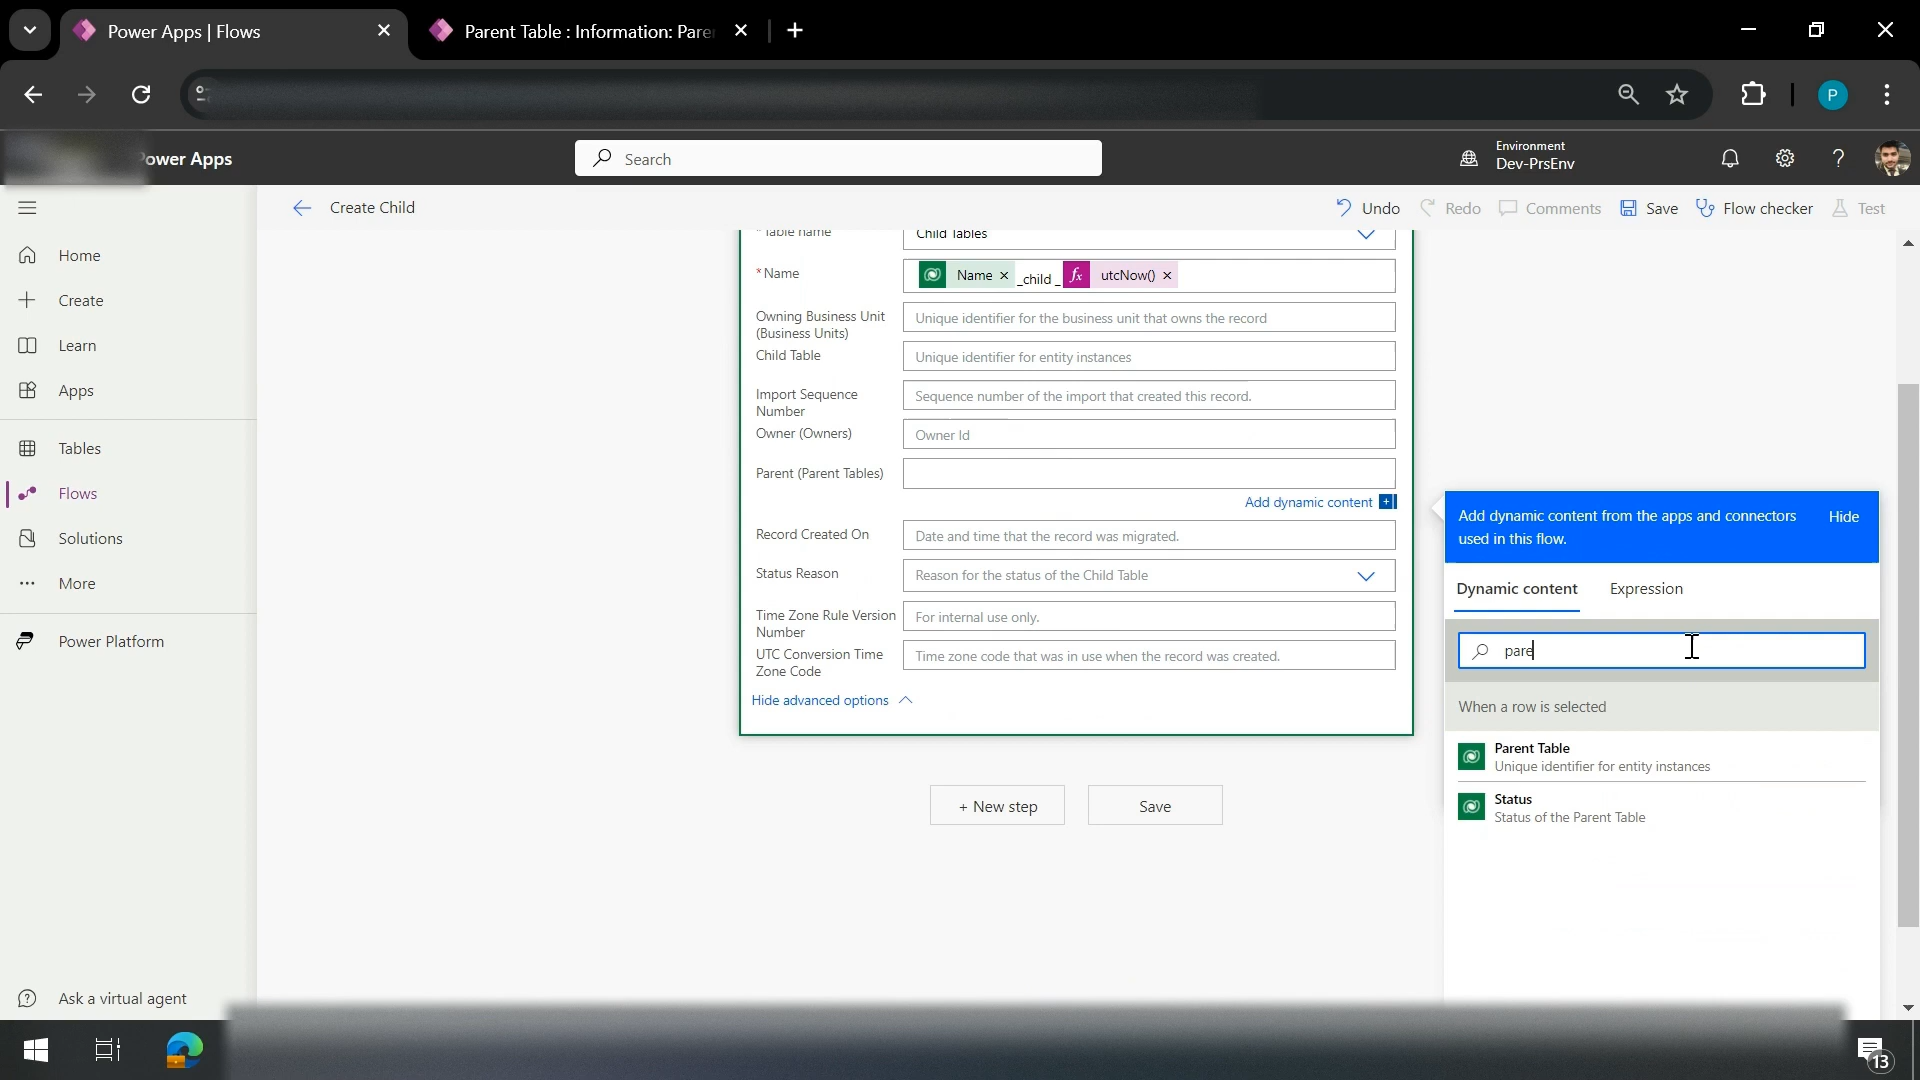 Power Apps | Flows
Parent Table : Information: Pare
P
Power Apps
Search
Environment
Dev-PrsEnv
Create Child
Undo
Redo
Comments
Save
Flow checker
Test
Home
Create
Learn
Apps
Tables
Flows
Solutions
More
Power Platform
Ask a virtual agent
* Table name
Child Tables
* Name
Name
_child_
fx
utcNow()
Owning Business Unit
(Business Units)
Unique identifier for the business unit that owns the record
Child Table
Unique identifier for entity instances
Import Sequence
Number
Sequence number of the import that created this record.
Owner (Owners)
Owner Id
Parent (Parent Tables)
Add dynamic content
Record Created On
Date and time that the record was migrated.
Status Reason
Reason for the status of the Child Table
Time Zone Rule Version
Number
For internal use only.
UTC Conversion Time
Zone Code
Time zone code that was in use when the record was created.
Hide advanced options
+ New step
Save
Add dynamic content from the apps and connectors
used in this flow.
Hide
Dynamic content
Expression
pare
When a row is selected
Parent Table
Unique identifier for entity instances
Status
Status of the Parent Table
13